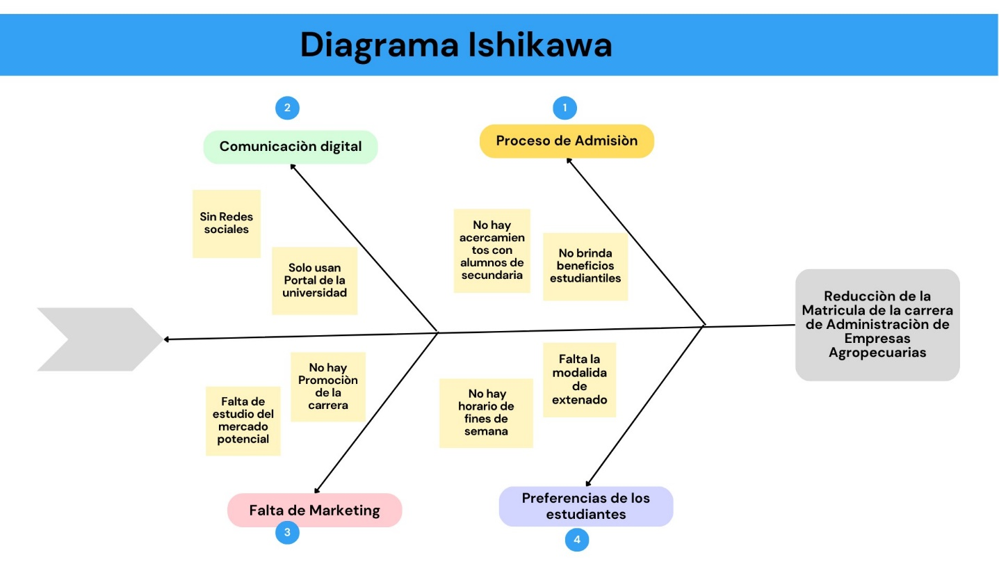 Diagrama Ishikawa
2
1
Comunicaciòn digital
Proceso de Admisiòn
Sin Redes
sociales
Solo usan
Portal de la
universidad
No hay
acercamien
tos con
alumnos de
secundaria
No brinda
beneficios
estudiantiles
Reducciòn de la
Matricula de la carrera
de Administraciòn de
Empresas
Agropecuarias
Falta de
estudio del
mercado
potencial
No hay
Promociòn
de la
carrera
No hay
horario de
fines de
semana
Falta la
modalida
de
extenado
Falta de Marketing
3
Preferencias de los
estudiantes
4